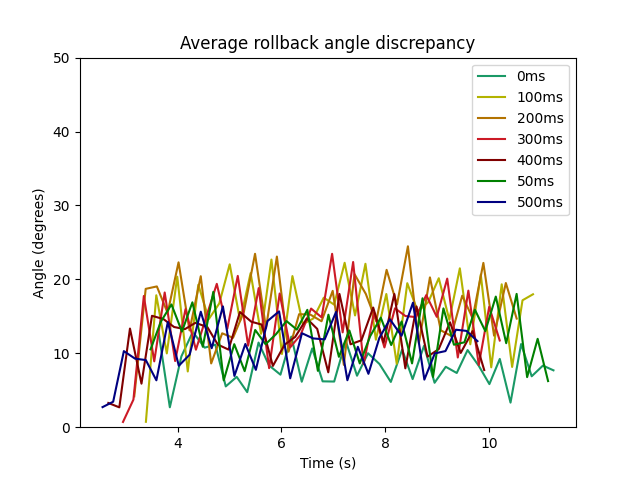 Average rollback angle discrepancy
50
40
30
20
10
0
Angle (degrees)
0ms
100ms
200ms
300ms
400ms
50ms
500ms
4 6 8 10
Time (s)